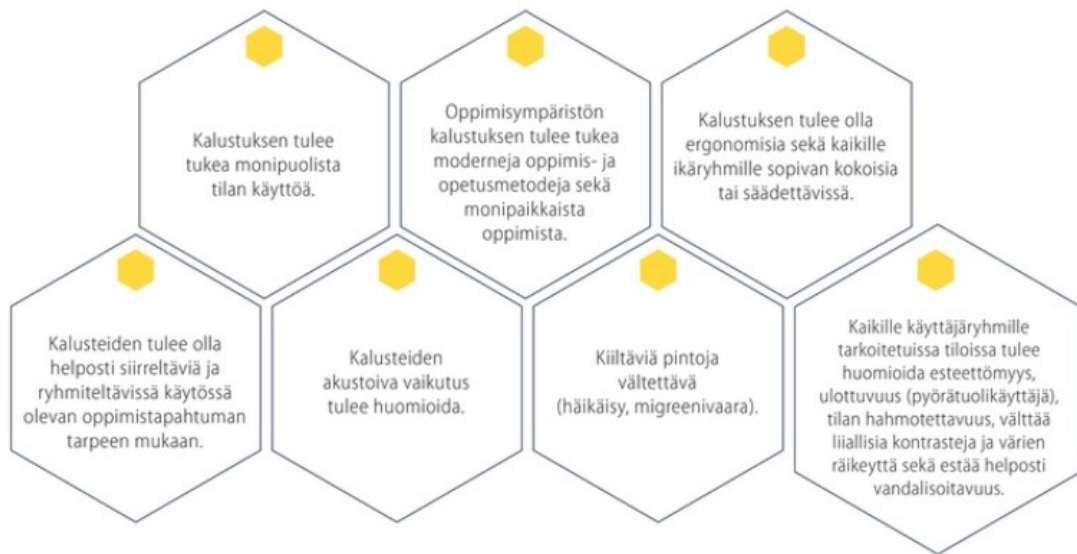 Kalustuksen tulee
tukea monipuolista
tilan käyttöä.
Oppimisympäristön
kalustuksen tulee tukea
moderneja oppimis- ja
opetusmetodeja sekä
monipaikkaista
oppimista.
Kalustuksen tulee olla
ergonomisia sekä kaikille
ikäryhmille sopivan kokoisia
tai säädettävissä.
Kalusteiden tulee olla
helposti siirreltäviä ja
ryhmiteltävissä käytössä
olevan oppimistapahtuman
tarpeen mukaan.
Kalusteiden
akustoiva vaikutus
tulee huomioida.
Kiiltäviä pintoja
vältettävä
(häikäisy, migreenivaara).
Kaikille käyttäjäryhmille
tarkoitetuissa tiloissa tulee
huomioida esteettömyys,
ulottuvuus (pyörätuolikäyttäjä),
tilan hahmotettavuus, välttää
liiallisia kontrasteja ja värien
räikeyttä sekä estää helposti
vandalisoitavuus.